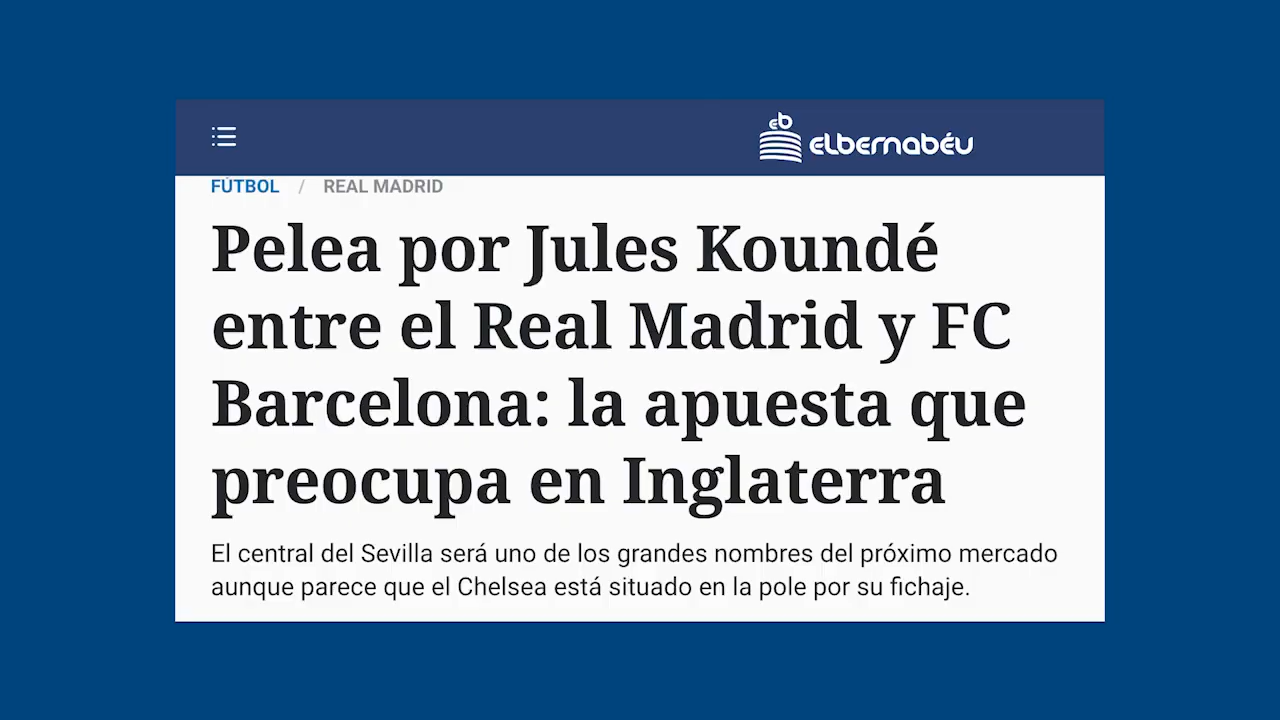 eb
elbernabéu
FÚTBOL / REAL MADRID
Pelea por Jules Koundé
entre el Real Madrid y FC
Barcelona: la apuesta que
preocupa en Inglaterra
El central del Sevilla será uno de los grandes nombres del próximo mercado
aunque parece que el Chelsea está situado en la pole por su fichaje.